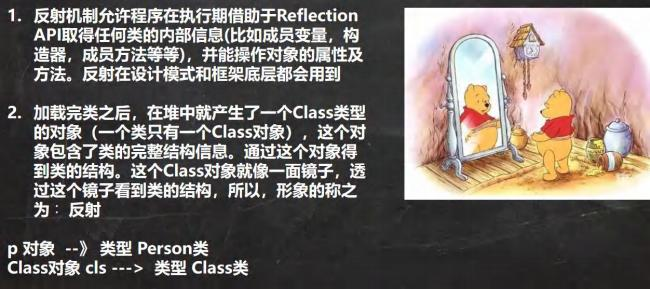 1. 反射机制允许程序在执行期借助于Reflection
API取得任何类的内部信息(比如成员变量，构
造器，成员方法等等)，并能操作对象的属性及
方法。反射在设计模式和框架底层都会用到
2. 加载完类之后，在堆中就产生了一个Class类型
的对象（一个类只有一个Class对象），这个对
象包含了类的完整结构信息。通过这个对象得
到类的结构。这个Class对象就像一面镜子，透
过这个镜子看到类的结构，所以，形象的称之
为：反射
p 对象 --》 类型 Person类
Class对象 cls ---> 类型 Class类